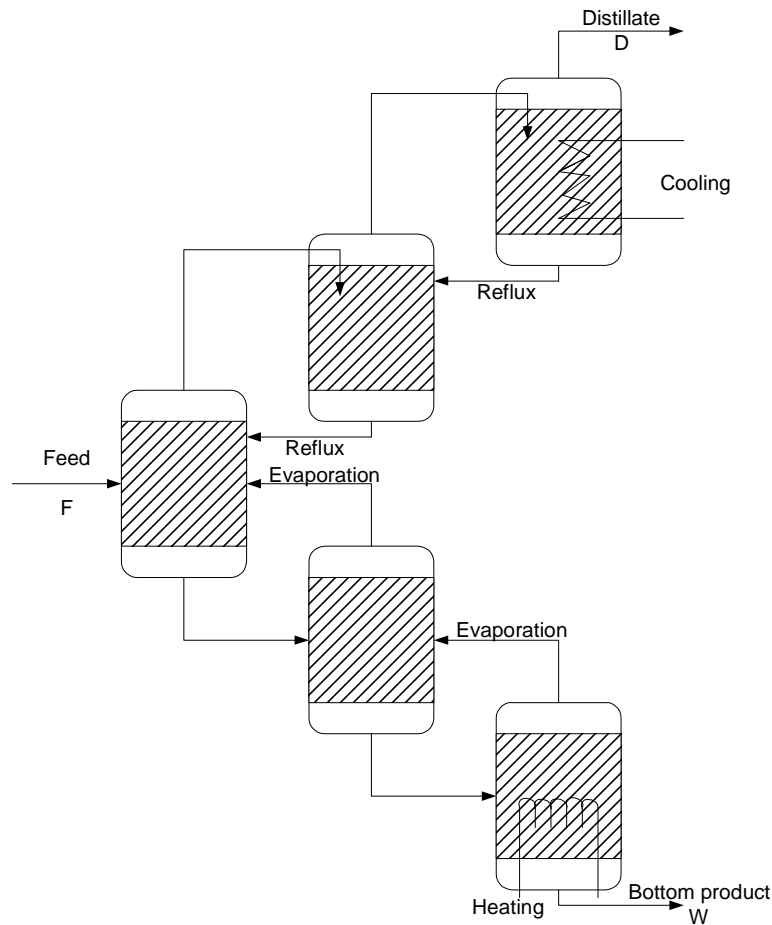 Distillate
D
Cooling
Reflux
Reflux
Feed
Evaporation
F
Evaporation
Heating
Bottom product
W